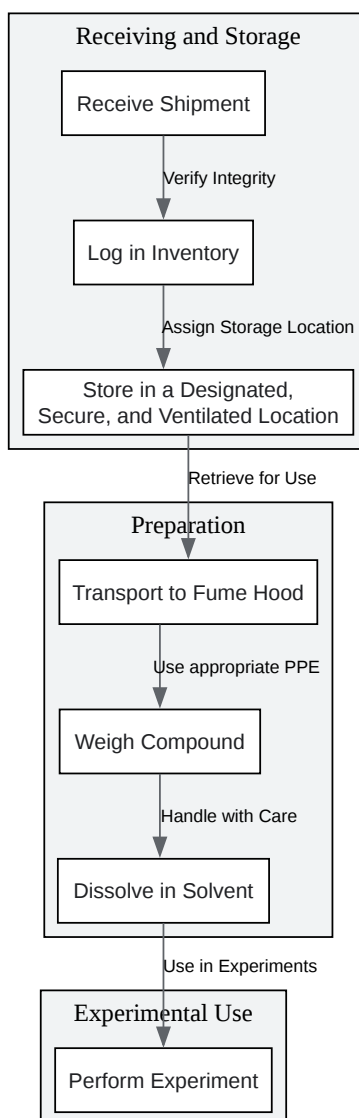 Receiving and Storage
Receive Shipment
Verify Integrity
Log in Inventory
Assign Storage Location
Store in a Designated,
Secure, and Ventilated Location
Retrieve for Use
Preparation
Transport to Fume Hood
Use appropriate PPE
Weigh Compound
Handle with Care
Dissolve in Solvent
Use in Experiments
Experimental Use
Perform Experiment